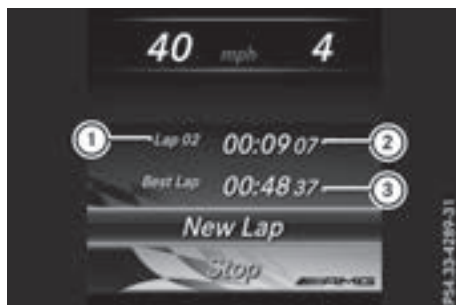 40 mph 4
1 Lap 02 00:09 07 2
Best Lap 00:48 37 3
New Lap
Stop AMG
P54.33-4289-31